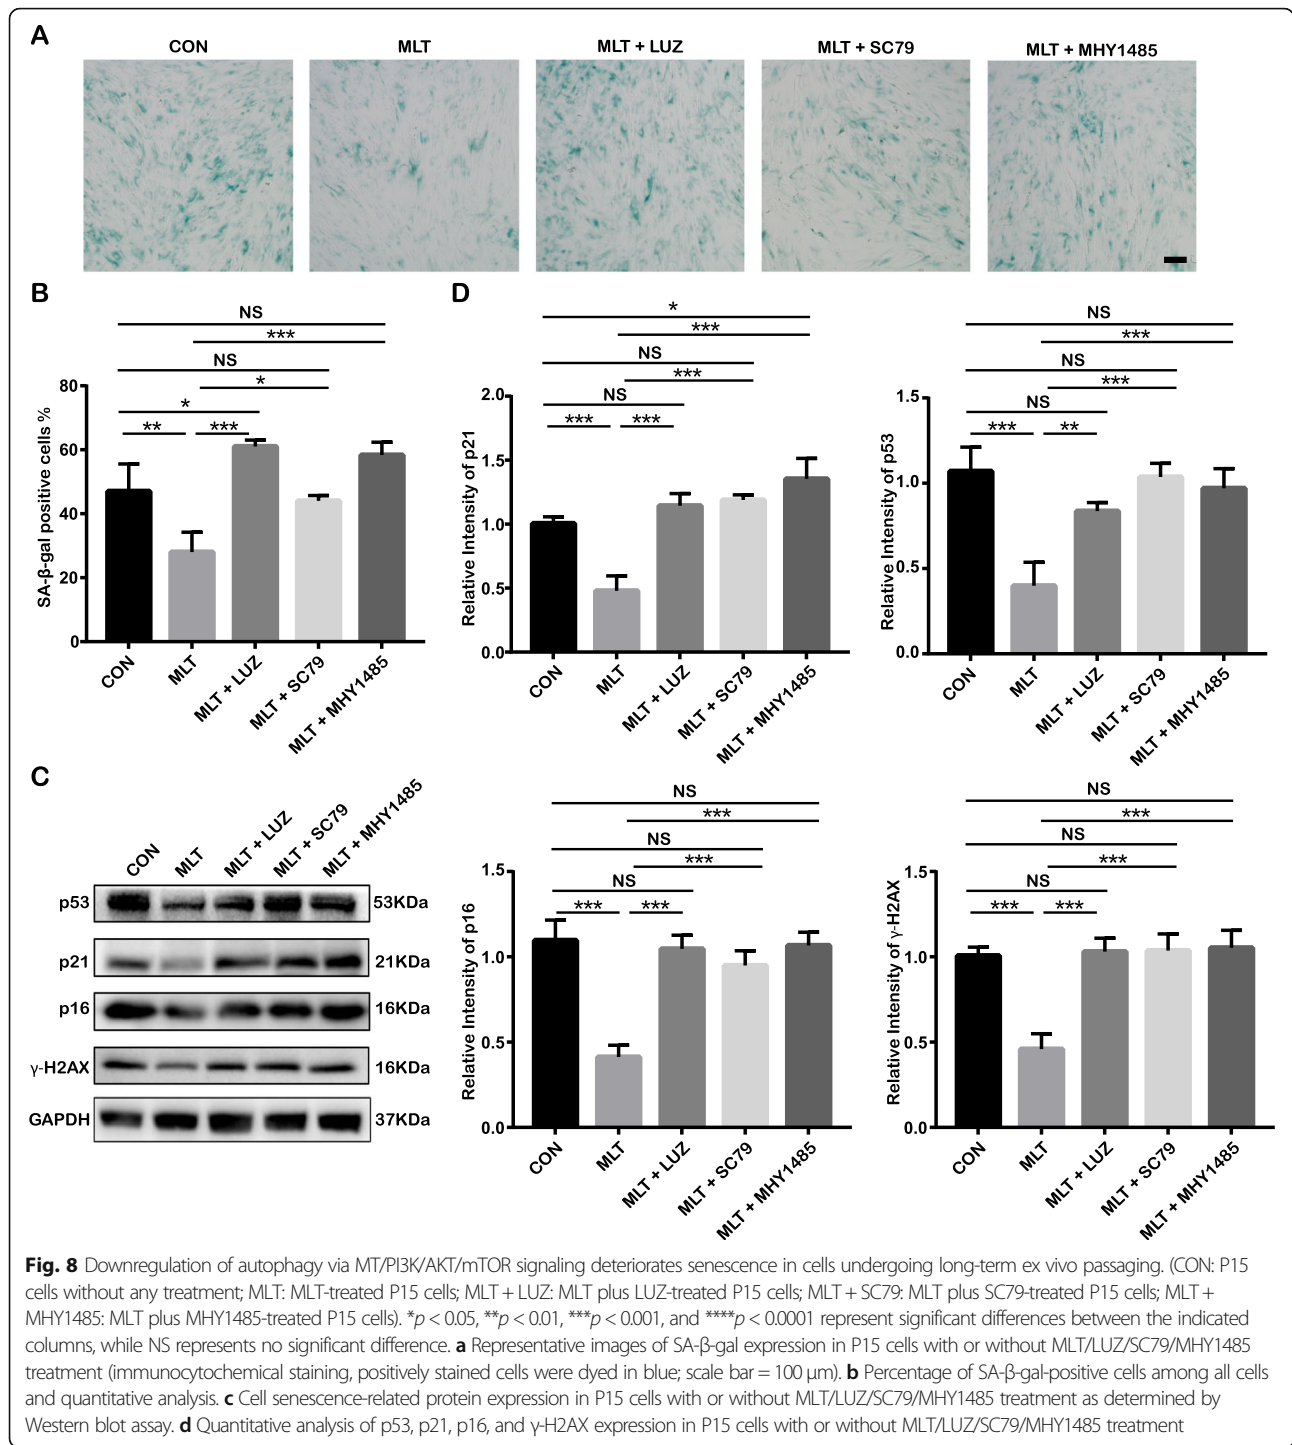 A
CON
MLT
MLT + LUZ
MLT + SC79
MLT + MHY1485
B
NS
***
NS
*
*
**
***
SA-β-gal positive cells %
80
60
40
20
0
CON
MLT
MLT + LUZ
MLT + SC79
MLT + MHY1485
D
*
***
NS
***
NS
***
***
Relative Intensity of p21
2.0
1.5
1.0
0.5
0.0
CON
MLT
MLT + LUZ
MLT + SC79
MLT + MHY1485
NS
***
NS
***
NS
***
**
Relative Intensity of p53
1.5
1.0
0.5
0.0
CON
MLT
MLT + LUZ
MLT + SC79
MLT + MHY1485
C
CON
MLT
MLT + LUZ
MLT + SC79
MLT + MHY1485
p53 53KDa
p21 21KDa
p16 16KDa
γ-H2AX 16KDa
GAPDH 37KDa
NS
***
NS
***
NS
***
***
Relative Intensity of p16
1.5
1.0
0.5
0.0
CON
MLT
MLT + LUZ
MLT + SC79
MLT + MHY1485
NS
***
NS
***
NS
***
***
Relative Intensity of γ-H2AX
1.5
1.0
0.5
0.0
CON
MLT
MLT + LUZ
MLT + SC79
MLT + MHY1485
Fig. 8 Downregulation of autophagy via MT/PI3K/AKT/mTOR signaling deteriorates senescence in cells undergoing long-term ex vivo passaging. (CON: P15
cells without any treatment; MLT: MLT-treated P15 cells; MLT + LUZ: MLT plus LUZ-treated P15 cells; MLT + SC79: MLT plus SC79-treated P15 cells; MLT +
MHY1485: MLT plus MHY1485-treated P15 cells). *p < 0.05, **p < 0.01, ***p < 0.001, and ****p < 0.0001 represent significant differences between the indicated
columns, while NS represents no significant difference. a Representative images of SA-β-gal expression in P15 cells with or without MLT/LUZ/SC79/MHY1485
treatment (immunocytochemical staining, positively stained cells were dyed in blue; scale bar = 100 μm). b Percentage of SA-β-gal-positive cells among all cells
and quantitative analysis. c Cell senescence-related protein expression in P15 cells with or without MLT/LUZ/SC79/MHY1485 treatment as determined by
Western blot assay. d Quantitative analysis of p53, p21, p16, and γ-H2AX expression in P15 cells with or without MLT/LUZ/SC79/MHY1485 treatment